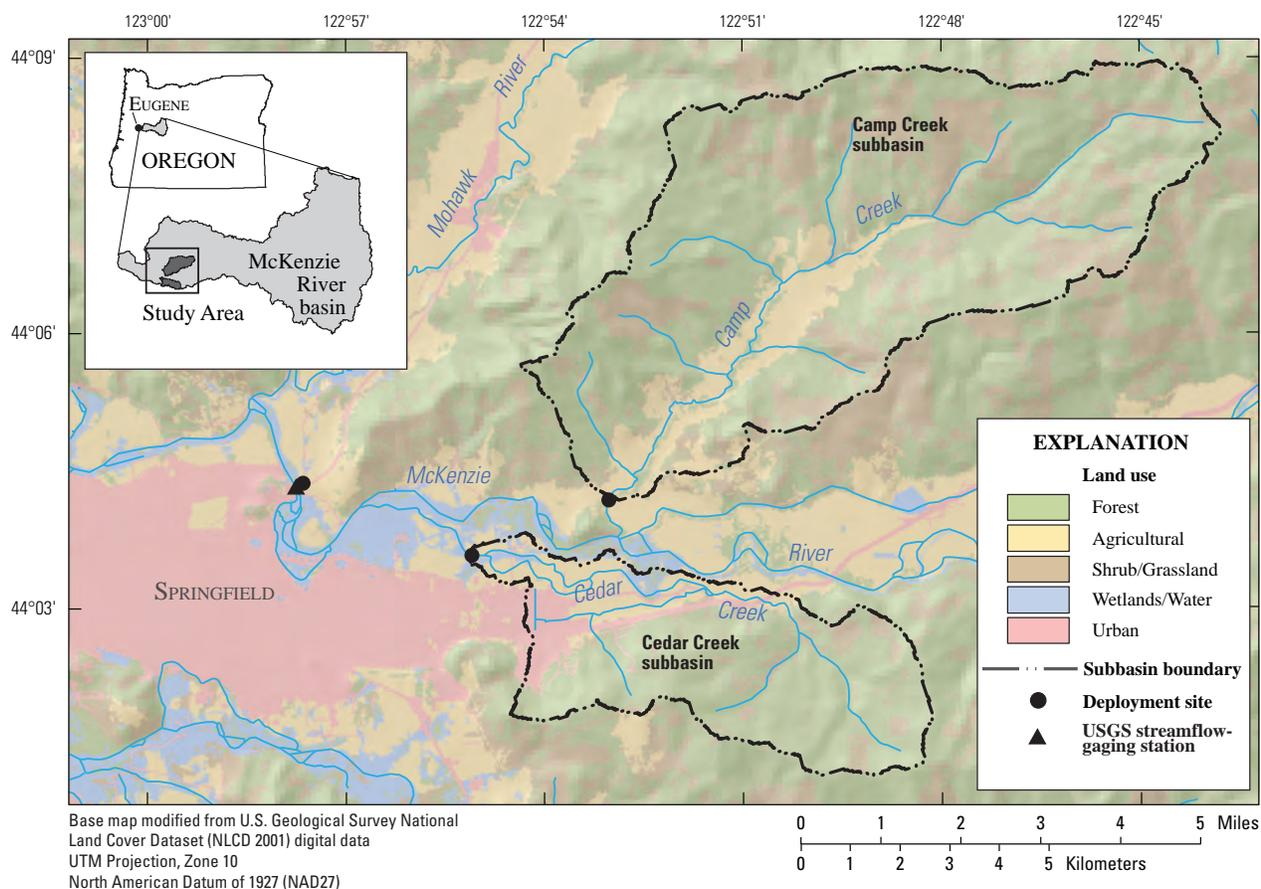 123°00'
122°57'
122°54'
122°51'
122°48'
122°45'
44°09'
44°06'
44°03'
EUGENE
OREGON
McKenzie
River
basin
Study Area
Mohawk
River
Camp Creek
subbasin
Creek
Camp
McKenzie
River
SPRINGFIELD
Cedar
Creek
Cedar Creek
subbasin
EXPLANATION
Land use
Forest
Agricultural
Shrub/Grassland
Wetlands/Water
Urban
Subbasin boundary
Deployment site
USGS streamflow-
gaging station
Base map modified from U.S. Geological Survey National
Land Cover Dataset (NLCD 2001) digital data
UTM Projection, Zone 10
North American Datum of 1927 (NAD27)
0 1 2 3 4 5 Miles
0 1 2 3 4 5 Kilometers